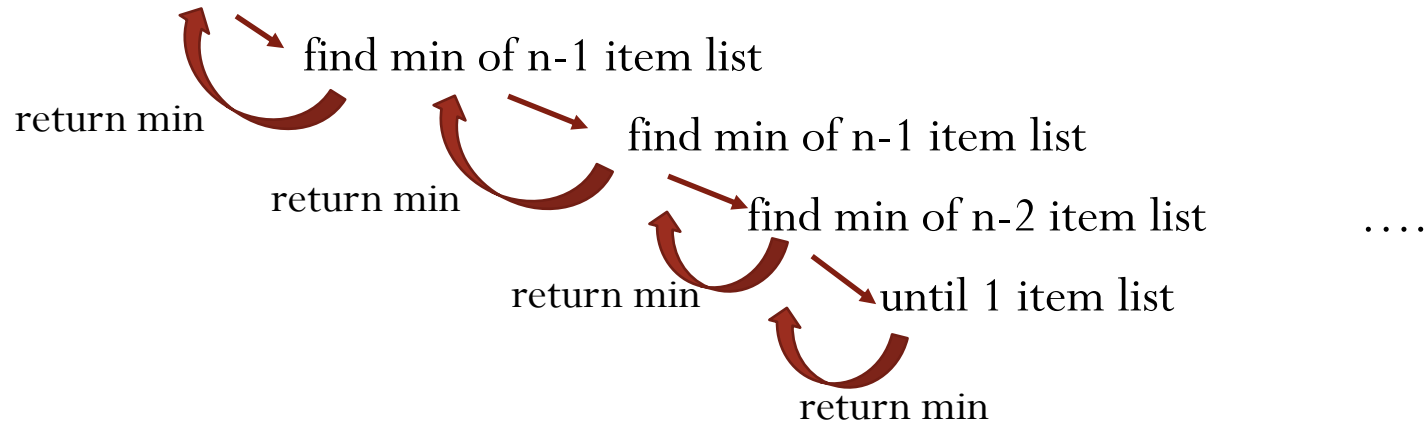 find min of n-1 item list
return min
find min of n-1 item list
return min
find min of n-2 item list
....
return min
until 1 item list
return min